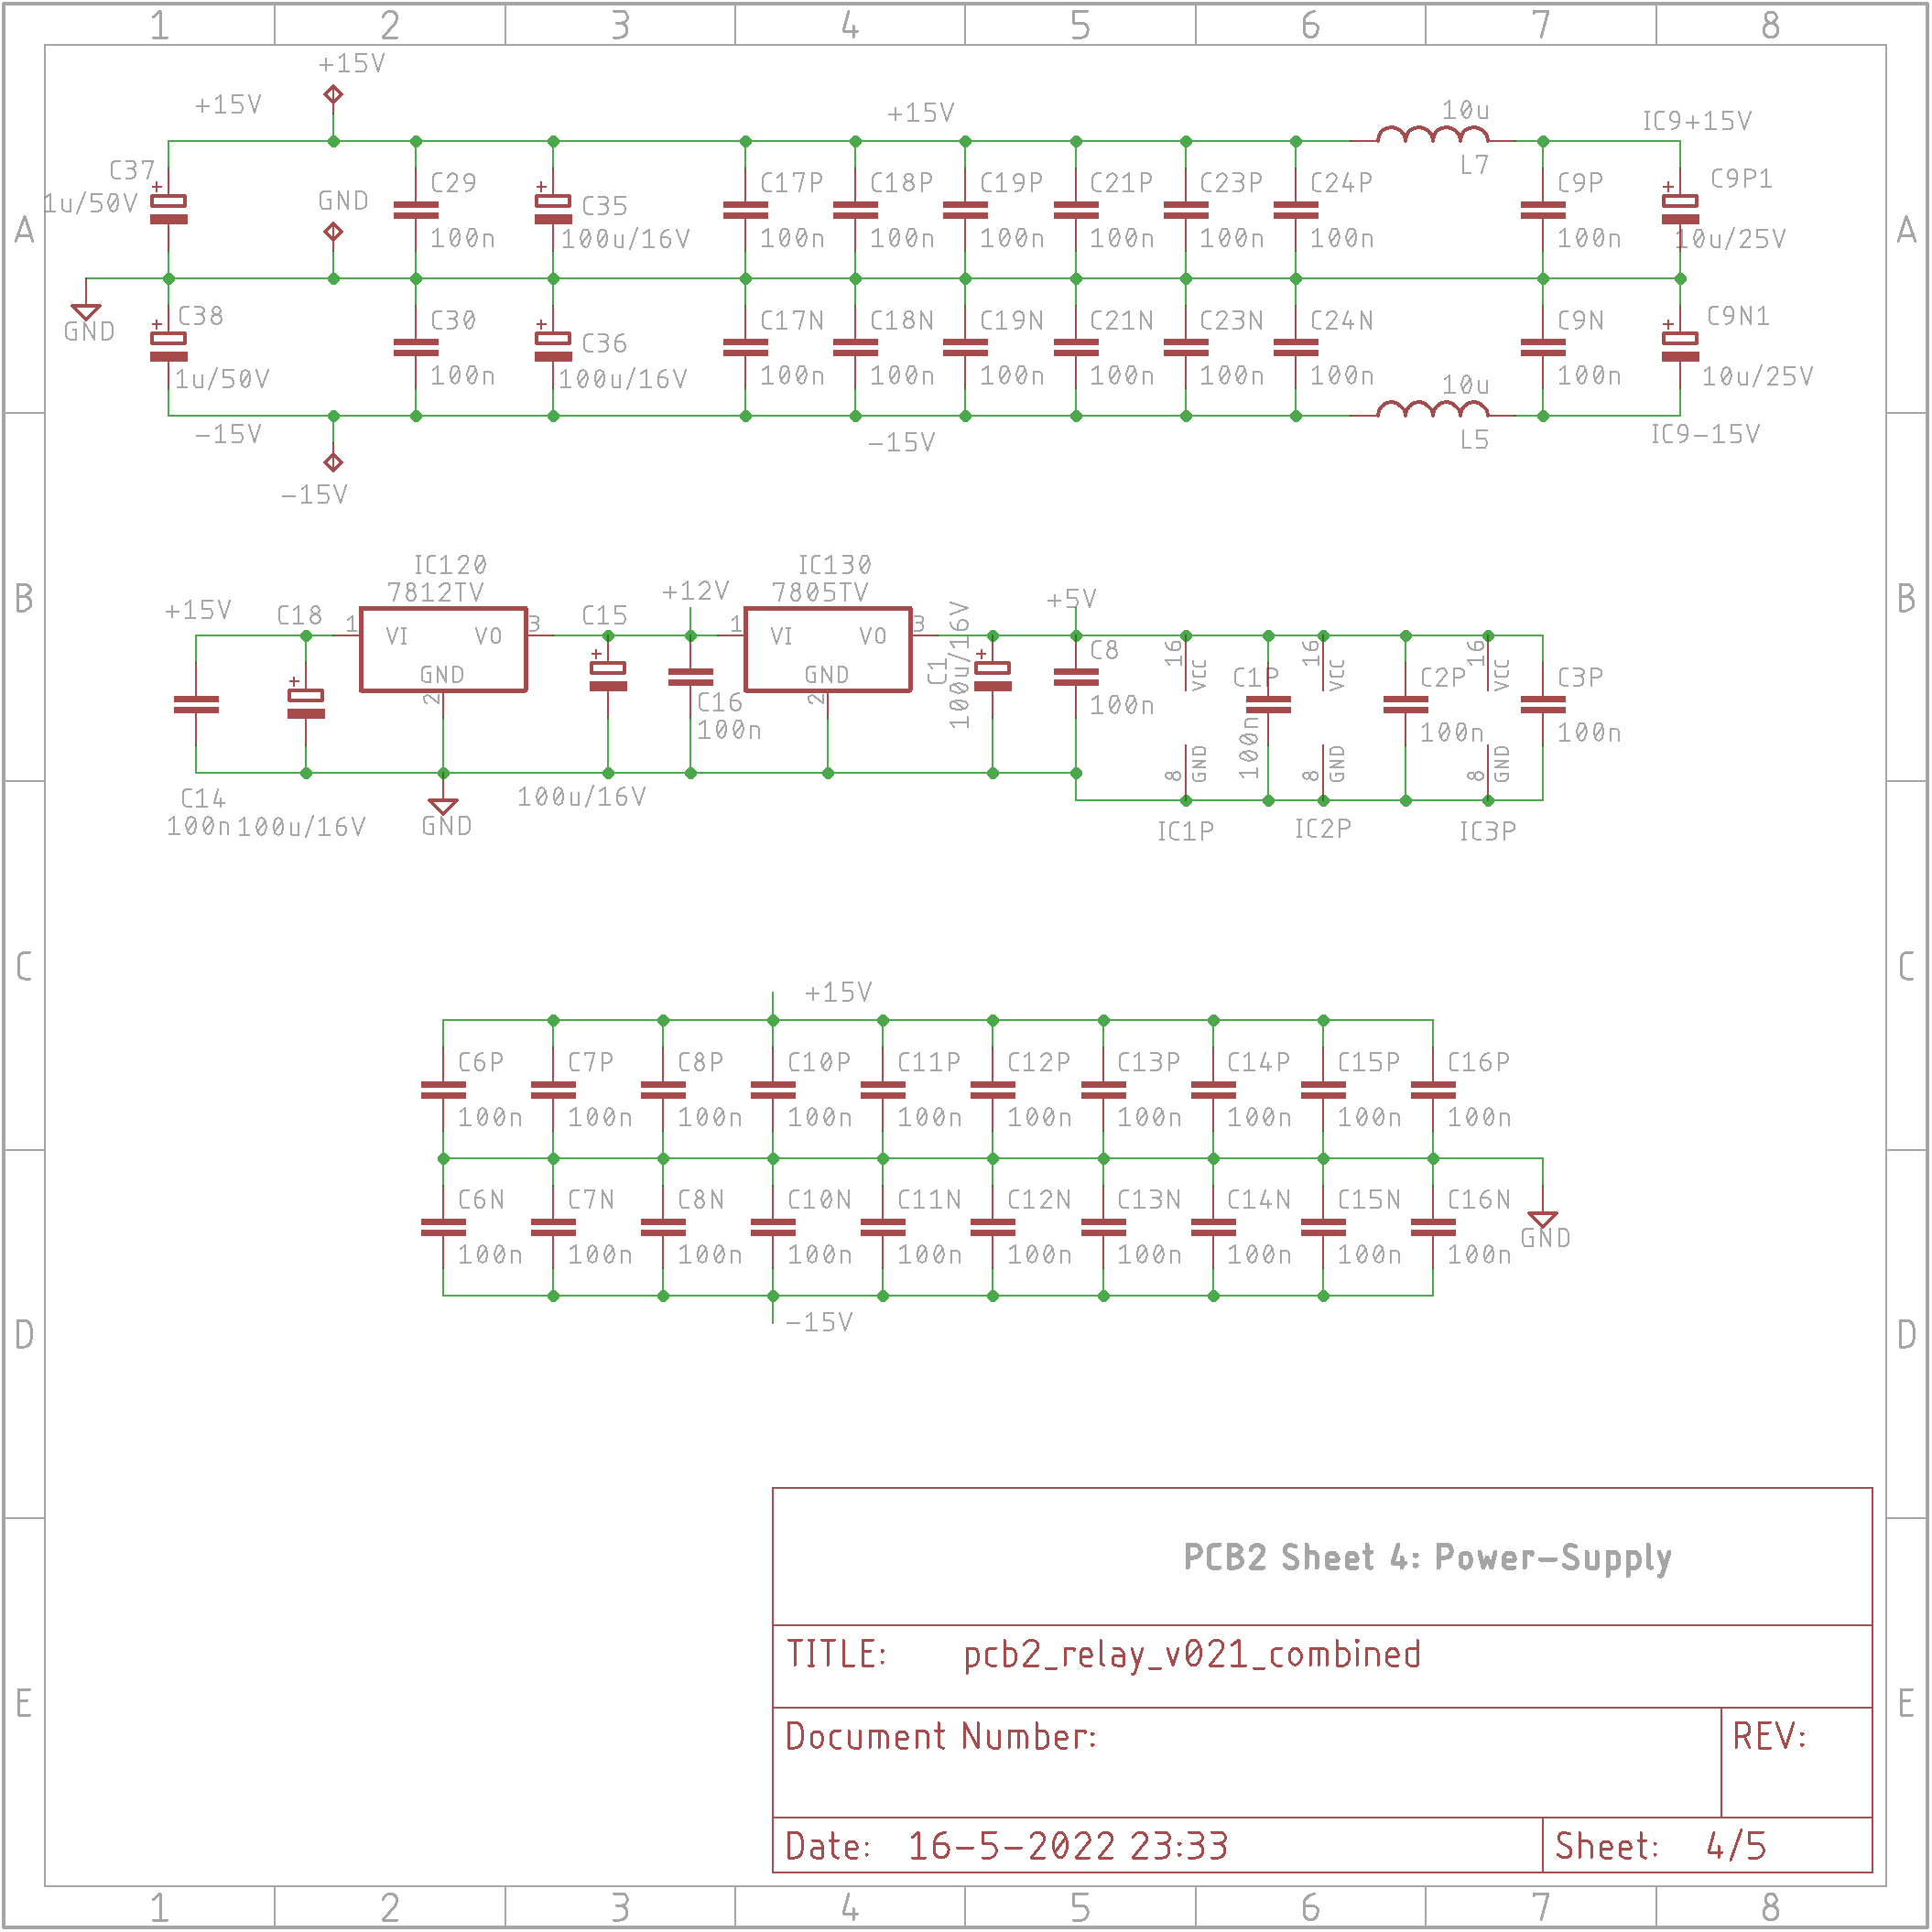 1 2 3 4 5 6 7 8
+15V
+15V +15V 10u IC9+15V
L7
C37 C29 C17P C18P C19P C21P C23P C24P C9P C9P1
1u/50V GND C35
A 100n 100u/16V 100n 100n 100n 100n 100n 100n 100n 10u/25V A
GND C38 C30 C36 C17N C18N C19N C21N C23N C24N C9N C9N1
1u/50V 100n 100u/16V 100n 100n 100n 100n 100n 100n 100n 10u/25V
10u
-15V -15V L5 IC9-15V
-15V
IC120 IC130
7812TV 7805TV
B +15V C18 C15 +12V +5V B
1 VI VO 3 1 VI VO 3
GND GND
2 2
C1 100u/16V C8 100n
16 VCC C1P 16 VCC C2P 16 VCC C3P
C16 100n
100n 100n 100n
8 GND 8 GND 8 GND
C14 100u/16V
100n 100u/16V GND IC1P IC2P IC3P
C C
+15V
C6P C7P C8P C10P C11P C12P C13P C14P C15P C16P
100n 100n 100n 100n 100n 100n 100n 100n 100n 100n
C6N C7N C8N C10N C11N C12N C13N C14N C15N C16N
100n 100n 100n 100n 100n 100n 100n 100n 100n 100n GND
-15V
D D
PCB2 Sheet 4: Power-Supply
TITLE: pcb2_relay_v021_combined
E E
Document Number: REV:
Date: 16-5-2022 23:33 Sheet: 4/5
1 2 3 4 5 6 7 8